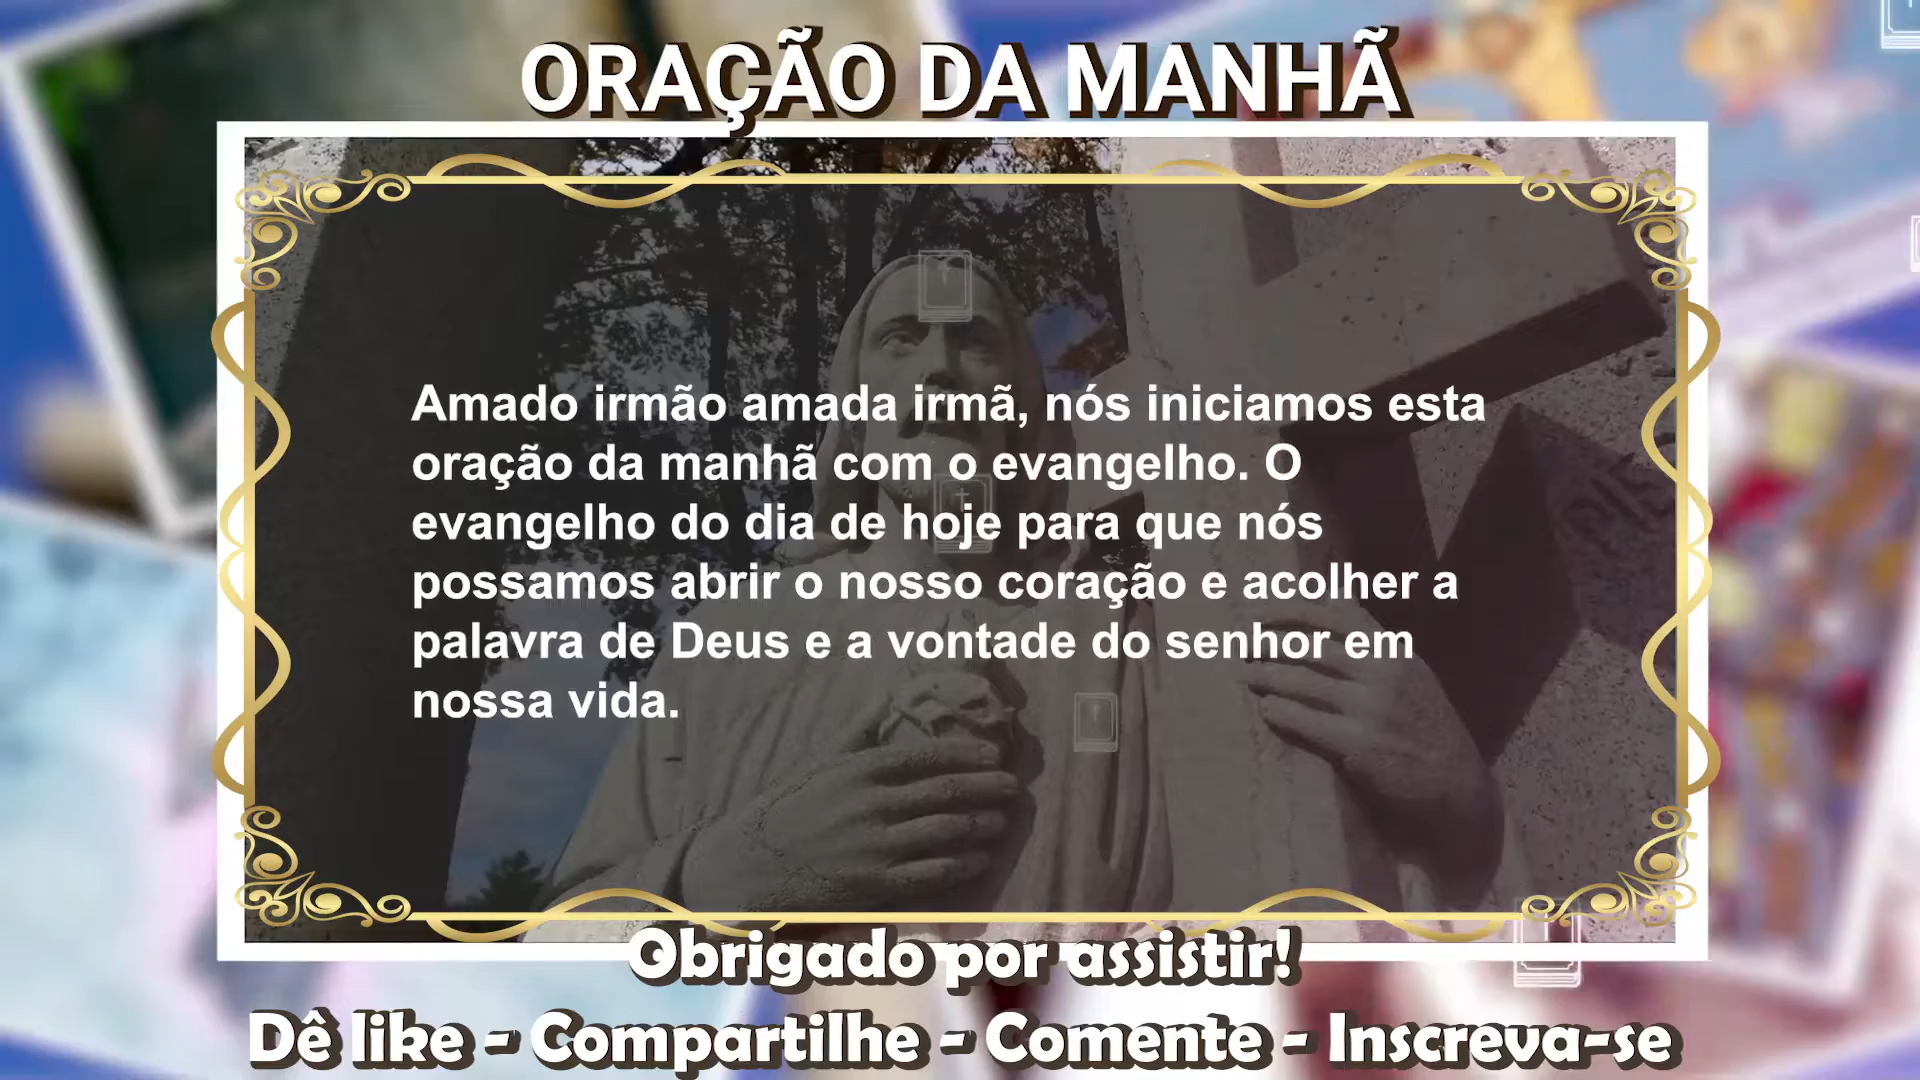 ORAÇÃO DA MANHÃ
Amado irmão amada irmã, nós iniciamos esta
oração da manhã com o evangelho. O
evangelho do dia de hoje para que nós
possamos abrir o nosso coração e acolher a
palavra de Deus e a vontade do senhor em
nossa vida.
Obrigado por assistir!
Dê like - Compartilhe - Comente - Inscreva-se